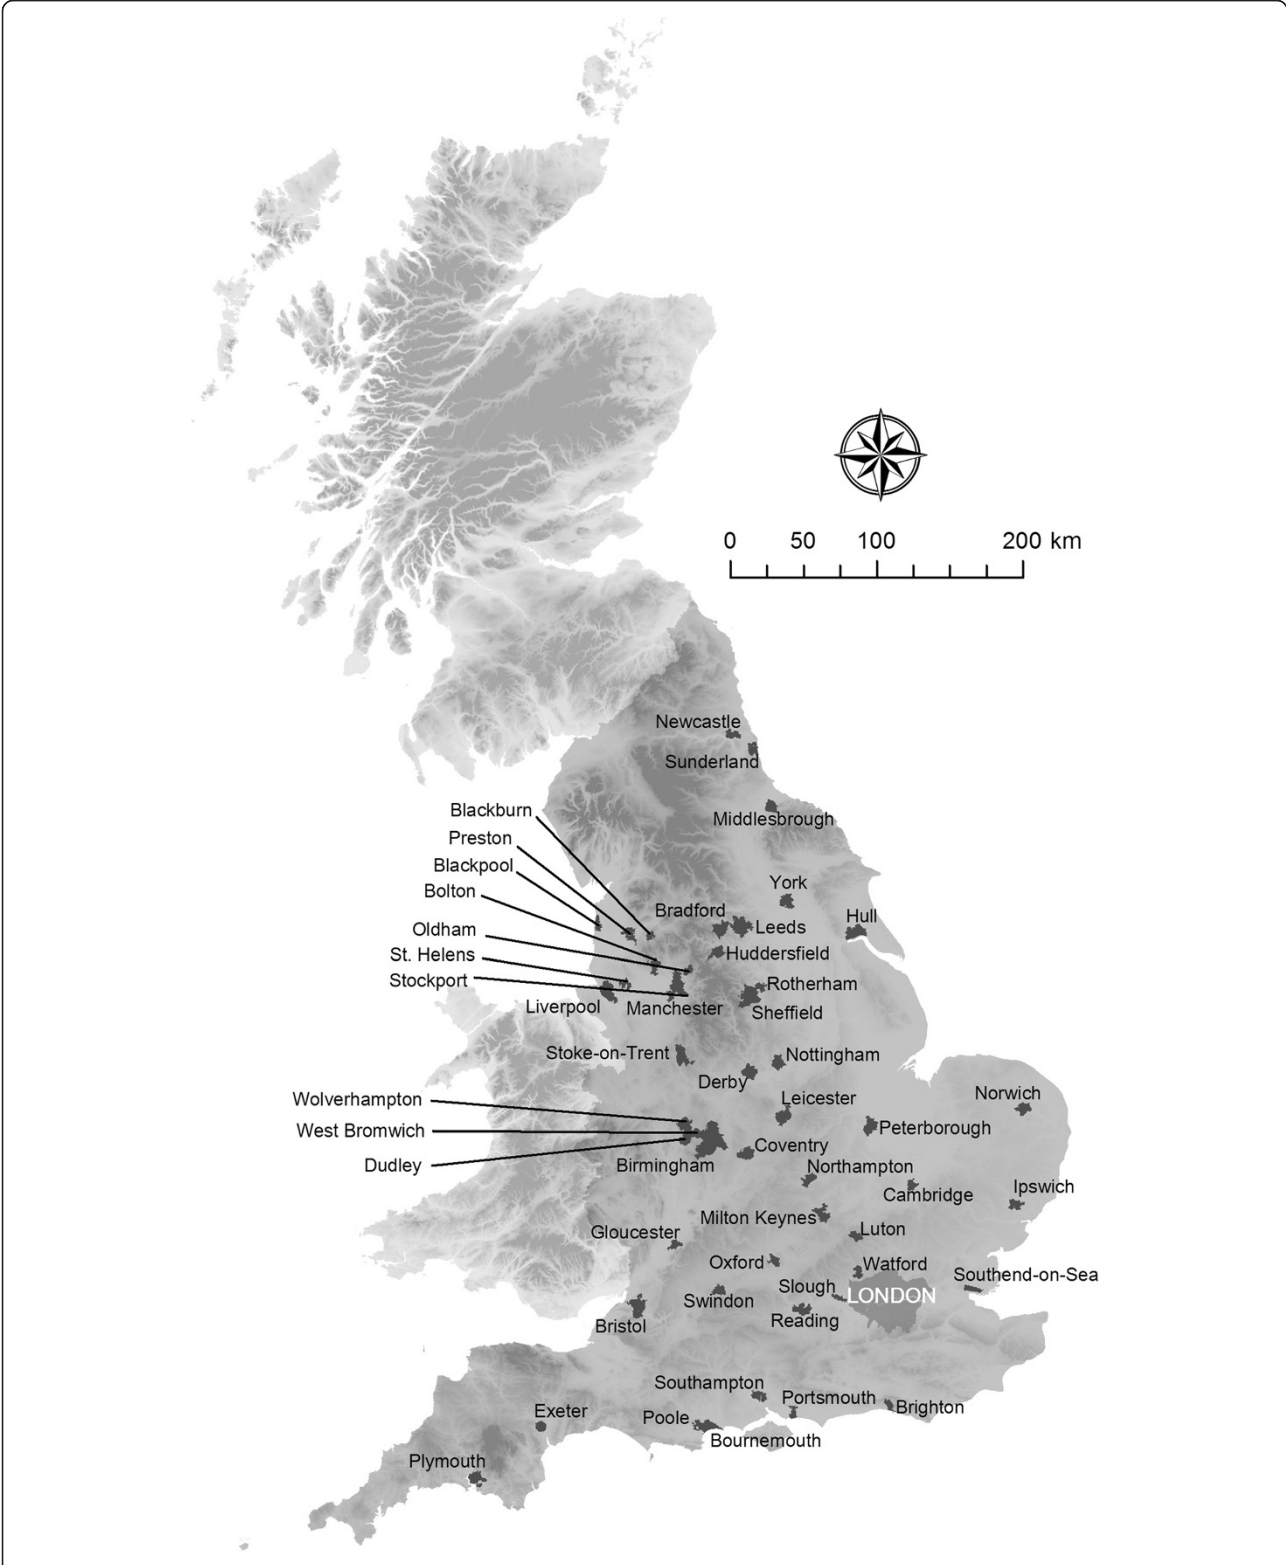 0 50 100 200 km
Newcastle
Sunderland
Blackburn
Middlesbrough
Preston
Blackpool
York
Bolton
Bradford
Hull
Leeds
Oldham
Huddersfield
St. Helens
Stockport
Rotherham
Liverpool
Manchester
Sheffield
Stoke-on-Trent
Nottingham
Derby
Norwich
Wolverhampton
Leicester
West Bromwich
Peterborough
Coventry
Dudley
Birmingham
Northampton
Cambridge
Ipswich
Milton Keynes
Gloucester
Luton
Oxford
Watford
Southend-on-Sea
Slough
LONDON
Swindon
Reading
Bristol
Southampton
Portsmouth
Brighton
Exeter
Poole
Bournemouth
Plymouth